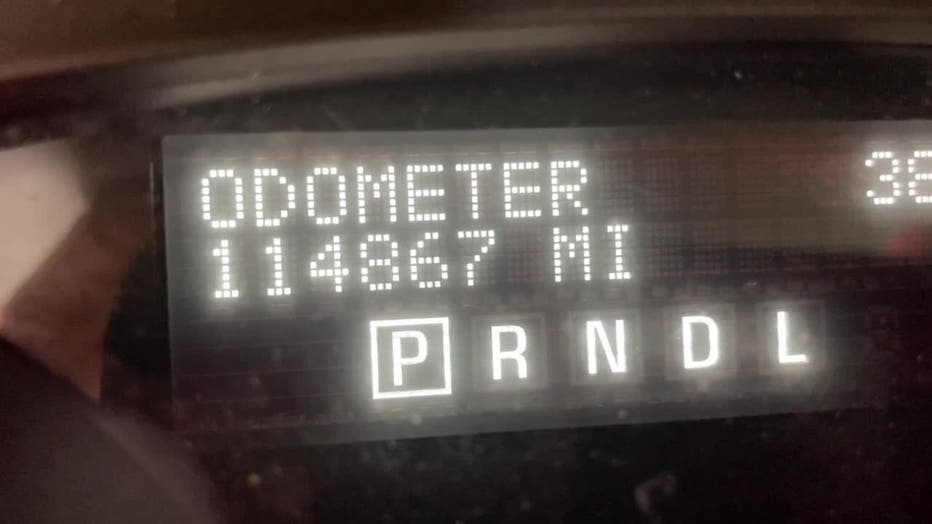 ODOMETER
114867 MI
P R N D L